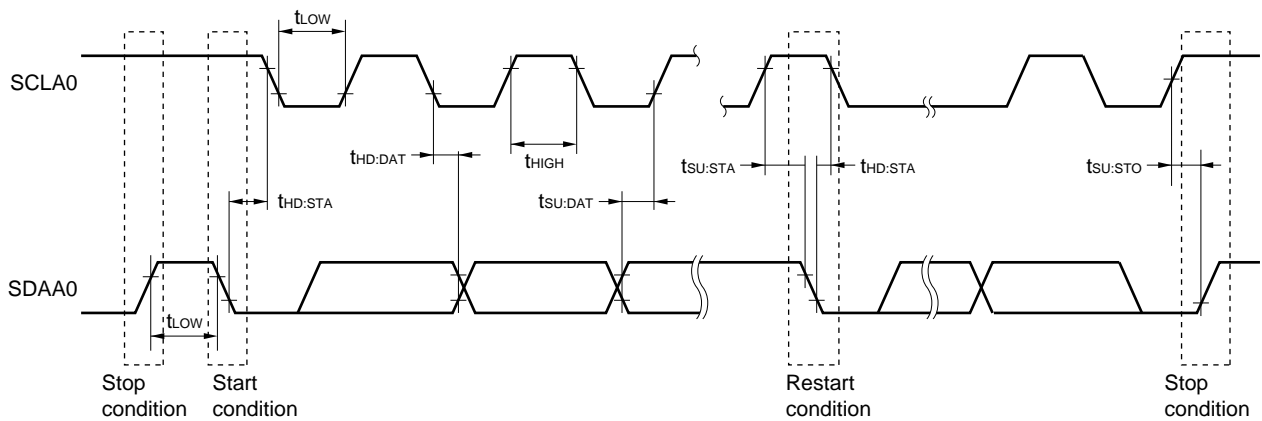 tLOW
SCLA0
tHD:DAT
tHIGH
tSU:STA
tHD:STA
tSU:STO
tHD:STA
tSU:DAT
SDAA0
tLOW
Stop
condition
Start
condition
Restart
condition
Stop
condition